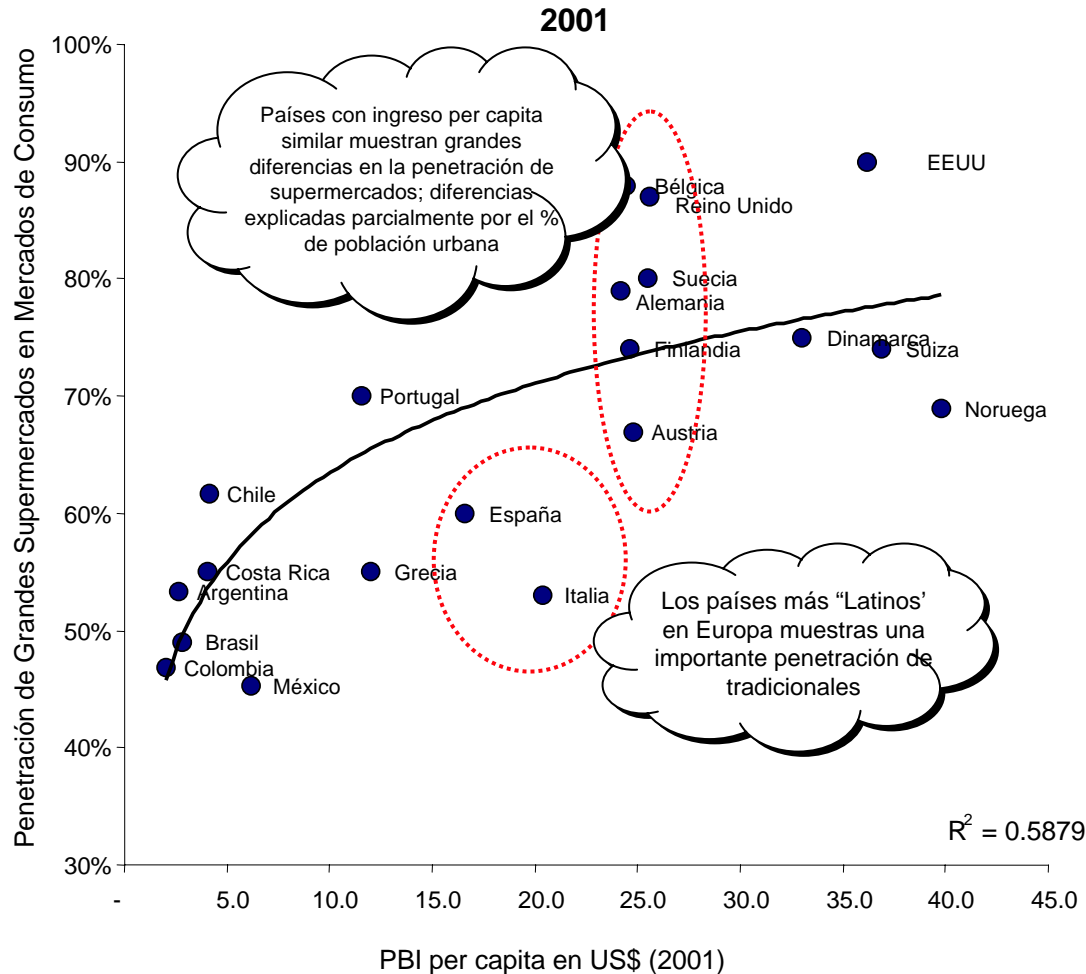 2001
Penetración de Grandes Supermercados en Mercados de Consumo
100%
90%
80%
70%
60%
50%
40%
30%
Países con ingreso per capita
similar muestran grandes
diferencias en la penetración de
supermercados; diferencias
explicadas parcialmente por el %
de población urbana
EEUU
Bélgica
Reino Unido
Suecia
Alemania
Finlandia
Dinamarca
Suiza
Portugal
Noruega
Austria
Chile
España
Costa Rica
Grecia
Argentina
Italia
Brasil
Colombia
México
Los países más “Latinos’
en Europa muestras una
importante penetración de
tradicionales
R² = 0.5879
- 5.0 10.0 15.0 20.0 25.0 30.0 35.0 40.0 45.0
PBI per capita en US$ (2001)